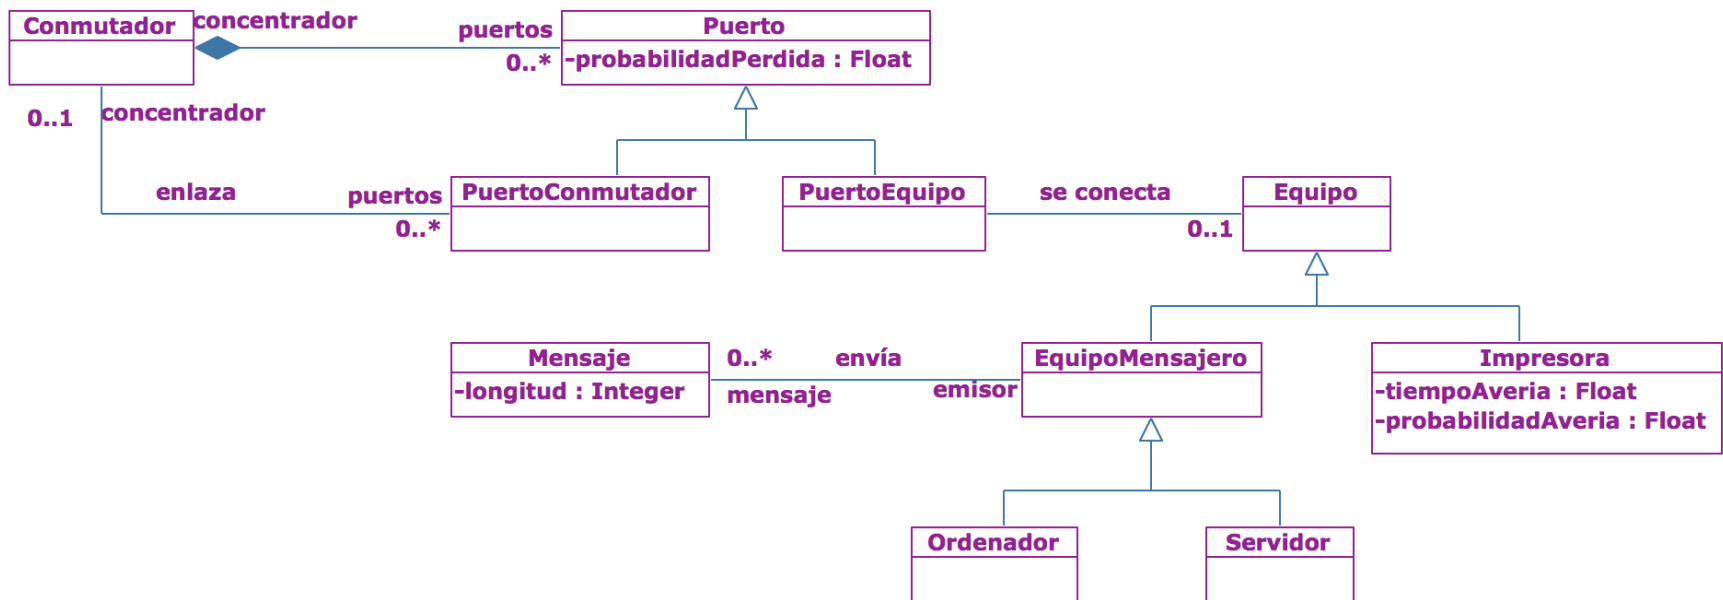 Conmutador
concentrador
puertos
0..*
Puerto
-probabilidadPerdida : Float
0..1
concentrador
enlaza
puertos
0..*
PuertoConmutador
PuertoEquipo
se conecta
0..1
Equipo
Mensaje
-longitud : Integer
0..*
envía
mensaje
emisor
EquipoMensajero
Impresora
-tiempoAveria : Float
-probabilidadAveria : Float
Ordenador
Servidor